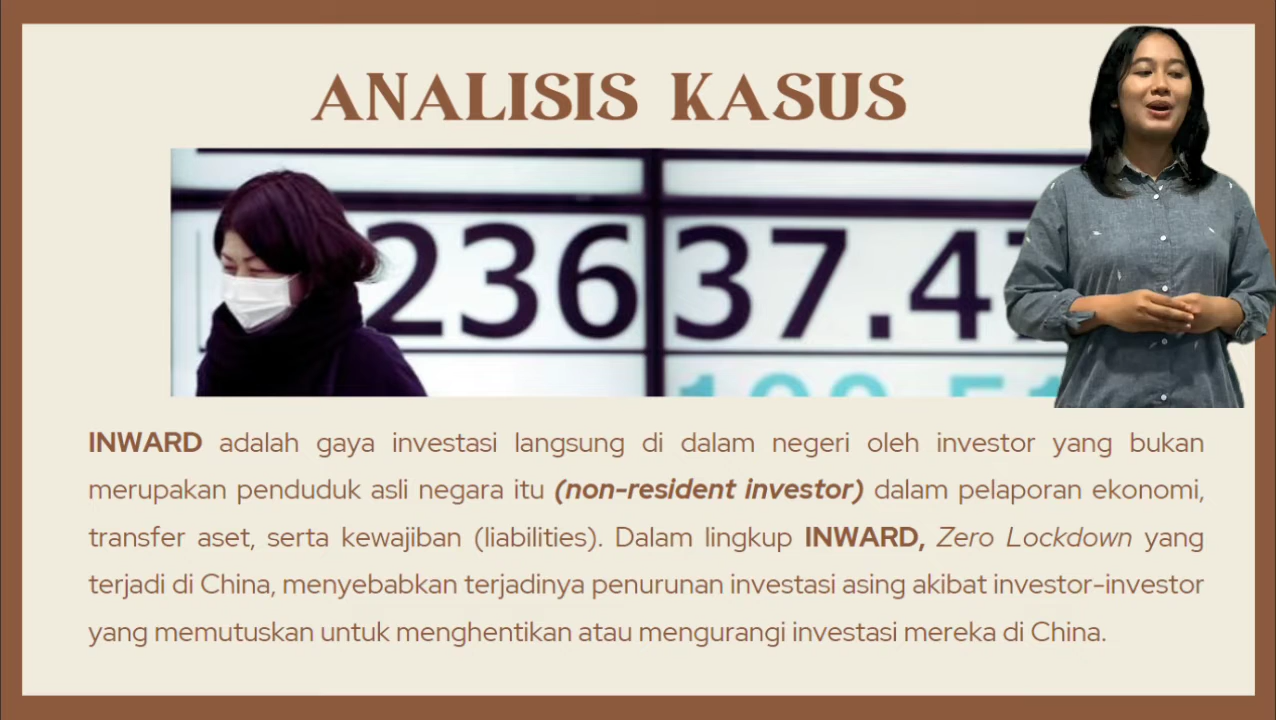 ANALISIS KASUS
236 37.4
INWARD adalah gaya investasi langsung di dalam negeri oleh investor yang bukan
merupakan penduduk asli negara itu (non-resident investor) dalam pelaporan ekonomi,
transfer aset, serta kewajiban (liabilities). Dalam lingkup INWARD, Zero Lockdown yang
terjadi di China, menyebabkan terjadinya penurunan investasi asing akibat investor-investor
yang memutuskan untuk menghentikan atau mengurangi investasi mereka di China.